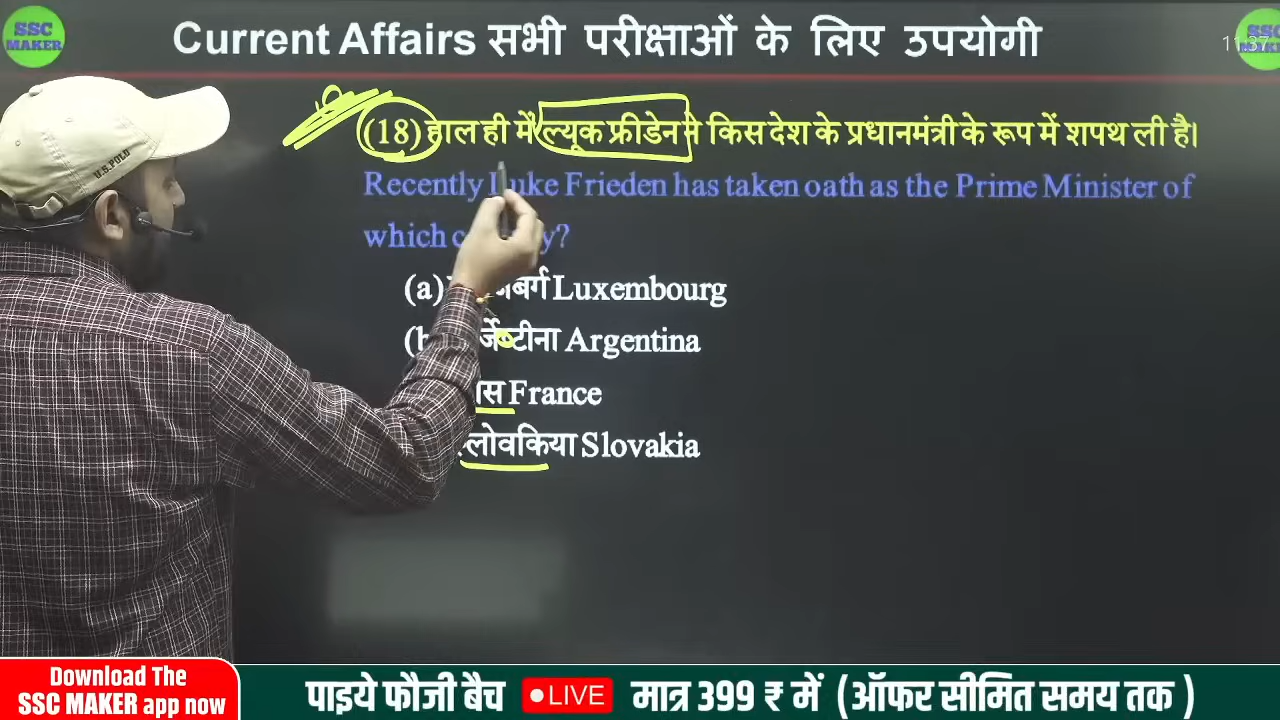 SSC
MAKER
Current Affairs सभी परीक्षाओं के लिए उपयोगी
(18) हाल ही में ल्यूक फ्रीडेन ने किस देश के प्रधानमंत्री के रूप में शपथ ली है।
Recently Luke Frieden has taken oath as the Prime Minister of
which
(a) Luxembourg
Argentina
France
Slovakia
U.S. POLO
Download The
SSC MAKER app now
पाइये फौजी बैच LIVE मात्र 399 ₹ में (ऑफर सीमित समय तक )